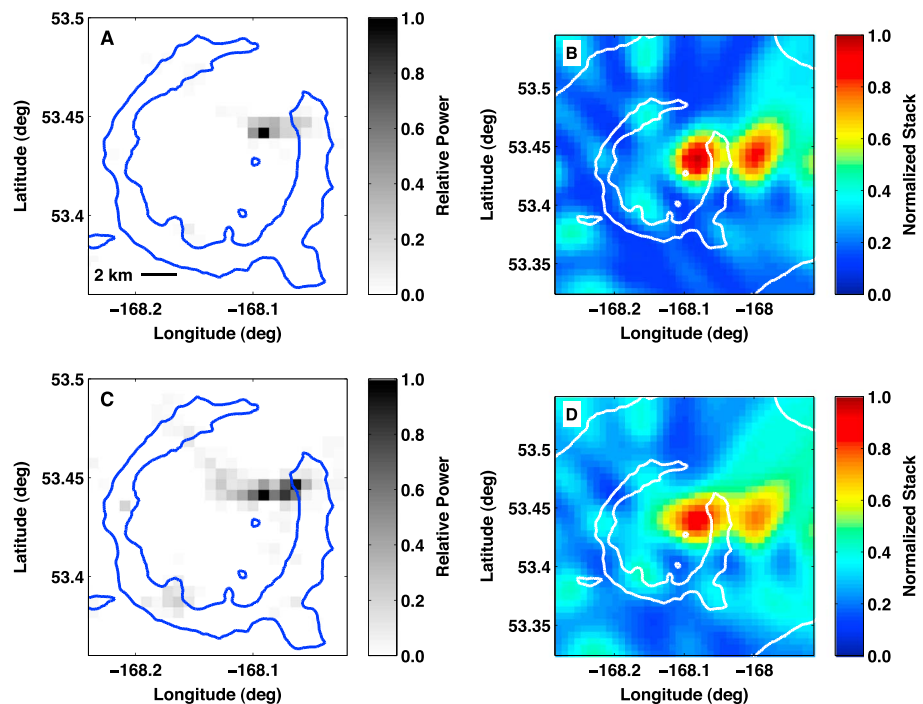 A
53.5
53.45
53.4
Latitude (deg)
2 km
−168.2
−168.1
Longitude (deg)
1.0
0.8
0.6
0.4
0.2
0.0
Relative Power
B
53.5
53.45
53.4
53.35
Latitude (deg)
−168.2
−168.1
−168
Longitude (deg)
1.0
0.8
0.6
0.4
0.2
0.0
Normalized Stack
C
53.5
53.45
53.4
Latitude (deg)
−168.2
−168.1
Longitude (deg)
1.0
0.8
0.6
0.4
0.2
0.0
Relative Power
D
53.5
53.45
53.4
53.35
Latitude (deg)
−168.2
−168.1
−168
Longitude (deg)
1.0
0.8
0.6
0.4
0.2
0.0
Normalized Stack